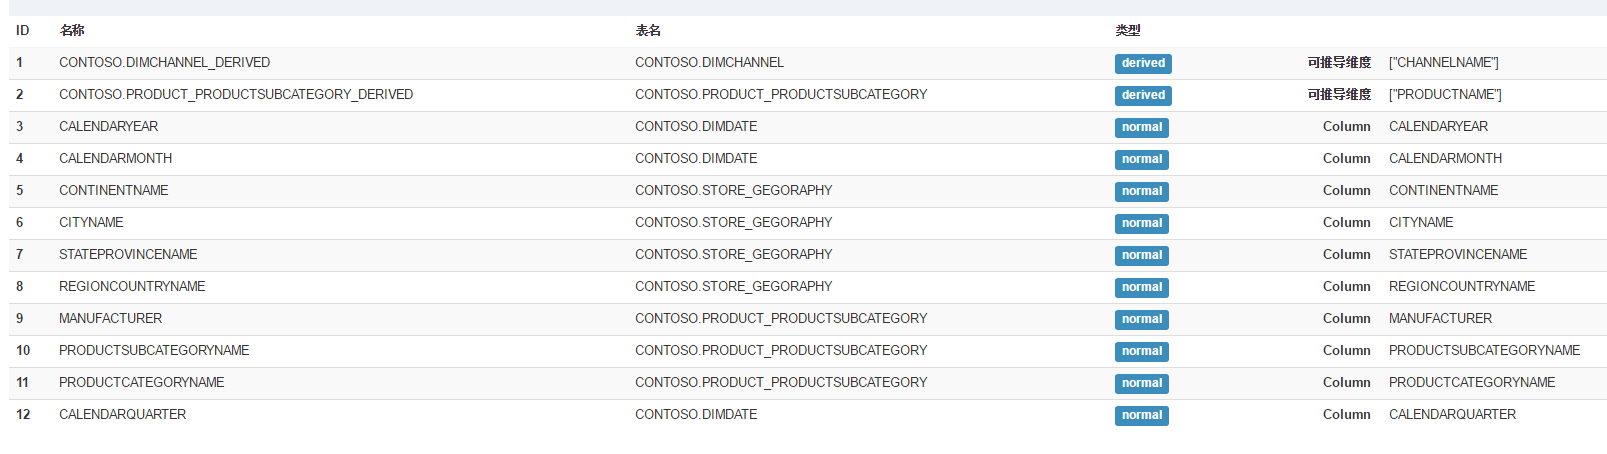 ID 名称 表名 类型
1 CONTOSO.DIMCHANNEL_DERIVED CONTOSO.DIMCHANNEL derived 可推导维度 ["CHANNELNAME"]
2 CONTOSO.PRODUCT_PRODUCTSUBCATEGORY_DERIVED CONTOSO.PRODUCT_PRODUCTSUBCATEGORY derived 可推导维度 ["PRODUCTNAME"]
3 CALENDARYEAR CONTOSO.DIMDATE normal Column CALENDARYEAR
4 CALENDARMONTH CONTOSO.DIMDATE normal Column CALENDARMONTH
5 CONTINENTNAME CONTOSO.STORE_GEGORAPHY normal Column CONTINENTNAME
6 CITYNAME CONTOSO.STORE_GEGORAPHY normal Column CITYNAME
7 STATEPROVINCENAME CONTOSO.STORE_GEGORAPHY normal Column STATEPROVINCENAME
8 REGIONCOUNTRYNAME CONTOSO.STORE_GEGORAPHY normal Column REGIONCOUNTRYNAME
9 MANUFACTURER CONTOSO.PRODUCT_PRODUCTSUBCATEGORY normal Column MANUFACTURER
10 PRODUCTSUBCATEGORYNAME CONTOSO.PRODUCT_PRODUCTSUBCATEGORY normal Column PRODUCTSUBCATEGORYNAME
11 PRODUCTCATEGORYNAME CONTOSO.PRODUCT_PRODUCTSUBCATEGORY normal Column PRODUCTCATEGORYNAME
12 CALENDARQUARTER CONTOSO.DIMDATE normal Column CALENDARQUARTER